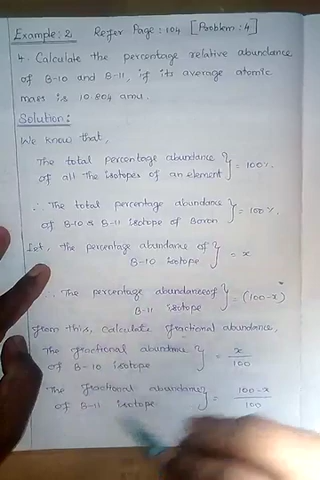 Example: 2 Refer Page: 104 [Problem: 4]
4. Calculate the percentage relative abundance
of B-10 and B-11, if its average atomic
mass is 10.804 amu.
Solution:
We know that,
The total percentage abundance
of all the isotopes of an element } = 100%.
∴ The total percentage abundance
of B-10 & B-11 isotope of Boron } = 100%.
Let, The percentage abundance of
B-10 isotope } = x
∴ The percentage abundance of
B-11 isotope } = (100-x)
From this, calculate fractional abundance,
The fractional abundance
of B-10 isotope } = x/100
The fractional abundance
of B-11 isotope } = 100-x/100